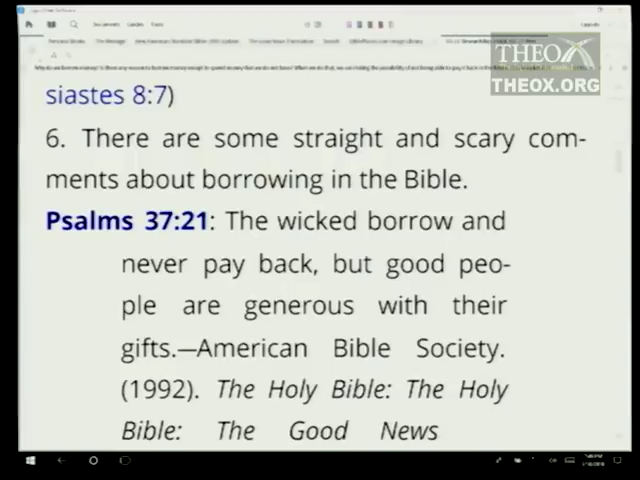 THEOX
THEOX.ORG
siastes 8:7)
6. There are some straight and scary com-
ments about borrowing in the Bible.
Psalms 37:21: The wicked borrow and
never pay back, but good peo-
ple are generous with their
gifts.—American Bible Society.
(1992). The Holy Bible: The Holy
Bible: The Good News